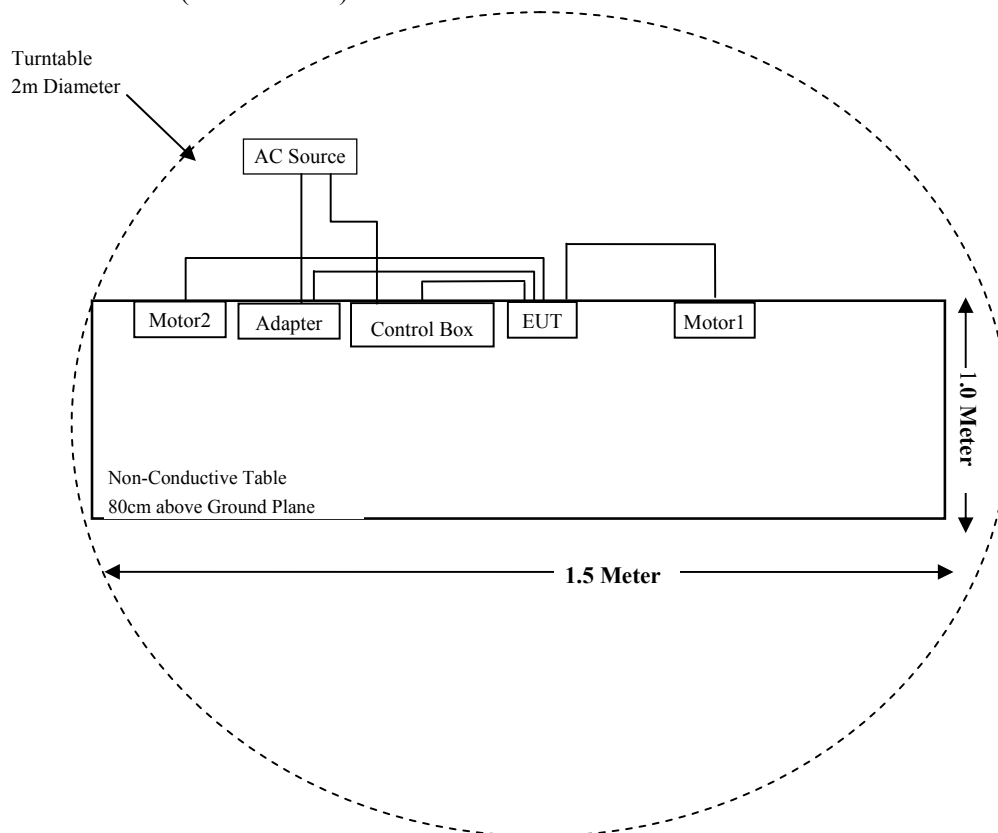 Turntable
2m Diameter
AC Source
Motor2
Adapter
Control Box
EUT
Motor1
1.0 Meter
Non-Conductive Table
80cm above Ground Plane
1.5 Meter